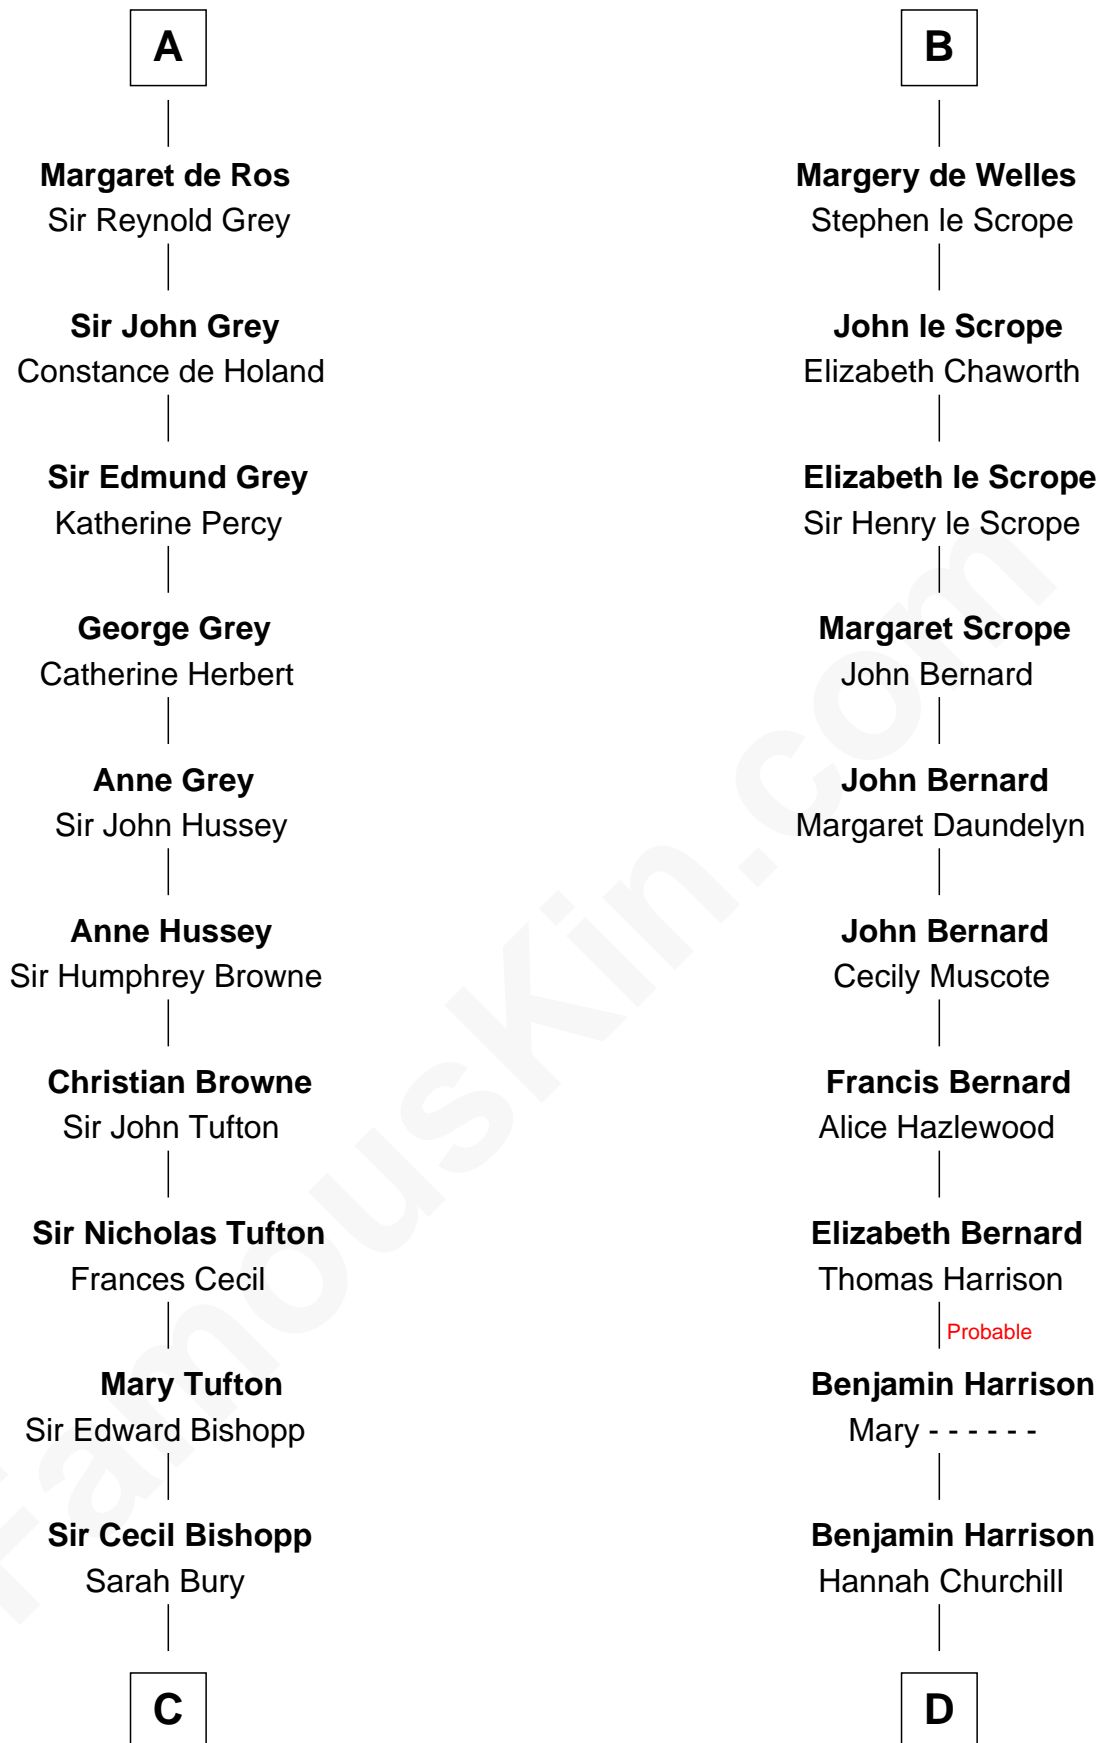 A
Margaret de Ros
Sir Reynold Grey
Sir John Grey
Constance de Holand
Sir Edmund Grey
Katherine Percy
George Grey
Catherine Herbert
Anne Grey
Sir John Hussey
Anne Hussey
Sir Humphrey Browne
Christian Browne
Sir John Tufton
Sir Nicholas Tufton
Frances Cecil
Mary Tufton
Sir Edward Bishopp
Sir Cecil Bishopp
Sarah Bury
C
B
Margery de Welles
Stephen le Scrope
John le Scrope
Elizabeth Chaworth
Elizabeth le Scrope
Sir Henry le Scrope
Margaret Scrope
John Bernard
John Bernard
Margaret Daundelyn
John Bernard
Cecily Muscote
Francis Bernard
Alice Hazlewood
Elizabeth Bernard
Thomas Harrison
Probable
Benjamin Harrison
Mary - - - - - -
Benjamin Harrison
Hannah Churchill
D
FamousKin.com